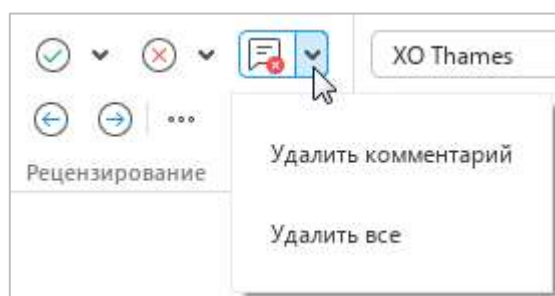 XO Thames
Рецензирование
Удалить комментарий
Удалить все